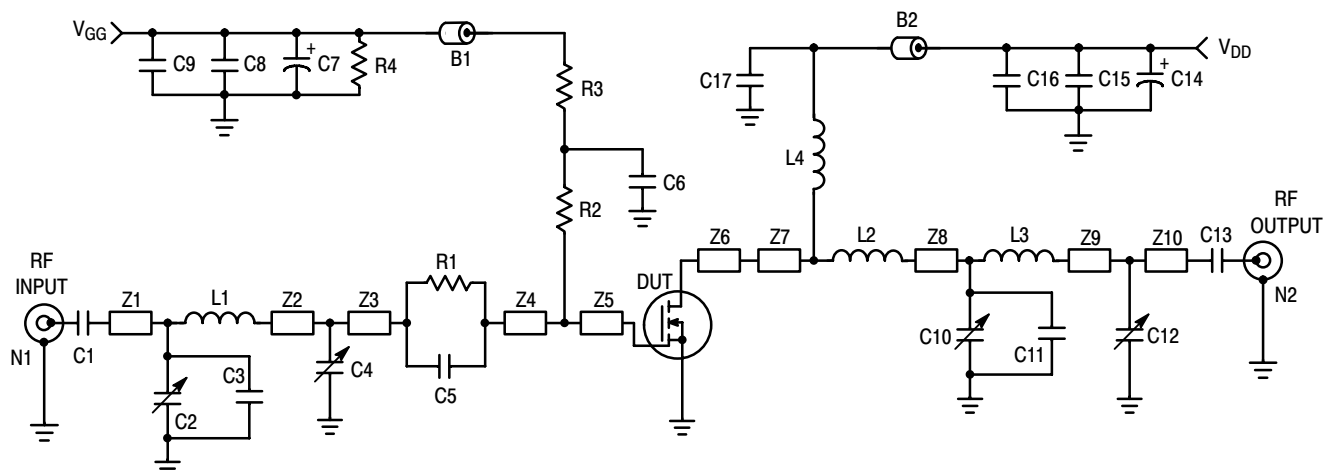 VGG
C9
C8
+
C7
R4
B1
R3
C6
R2
B2
C17
L4
C16
C15
+
C14
VDD
RF
INPUT
N1
C1
Z1
L1
C2
C3
Z2
Z3
C4
R1
C5
Z4
Z5
DUT
Z6
Z7
L2
Z8
L3
C10
C11
Z9
C12
Z10
C13
RF
OUTPUT
N2